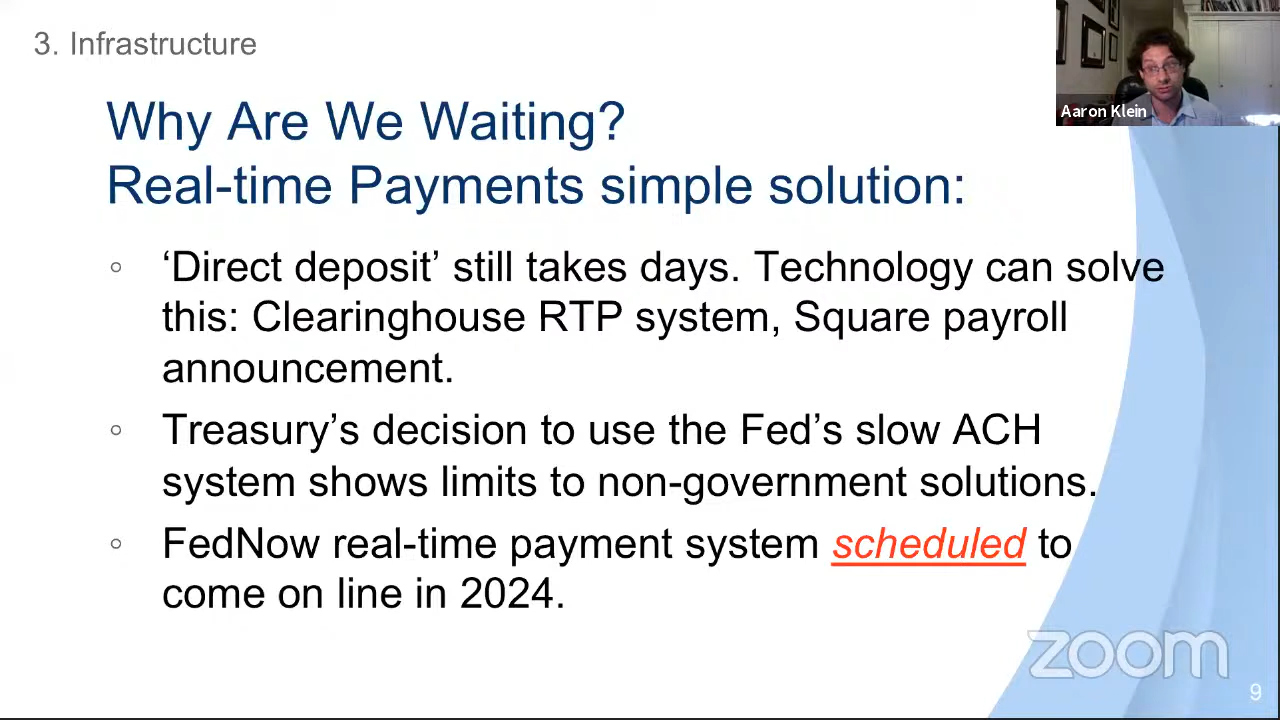 3. Infrastructure
Aaron Klein
Why Are We Waiting?
Real-time Payments simple solution:
◦ ‘Direct deposit’ still takes days. Technology can solve
this: Clearinghouse RTP system, Square payroll
announcement.
◦ Treasury’s decision to use the Fed’s slow ACH
system shows limits to non-government solutions.
◦ FedNow real-time payment system scheduled to
come on line in 2024.
zoom
9